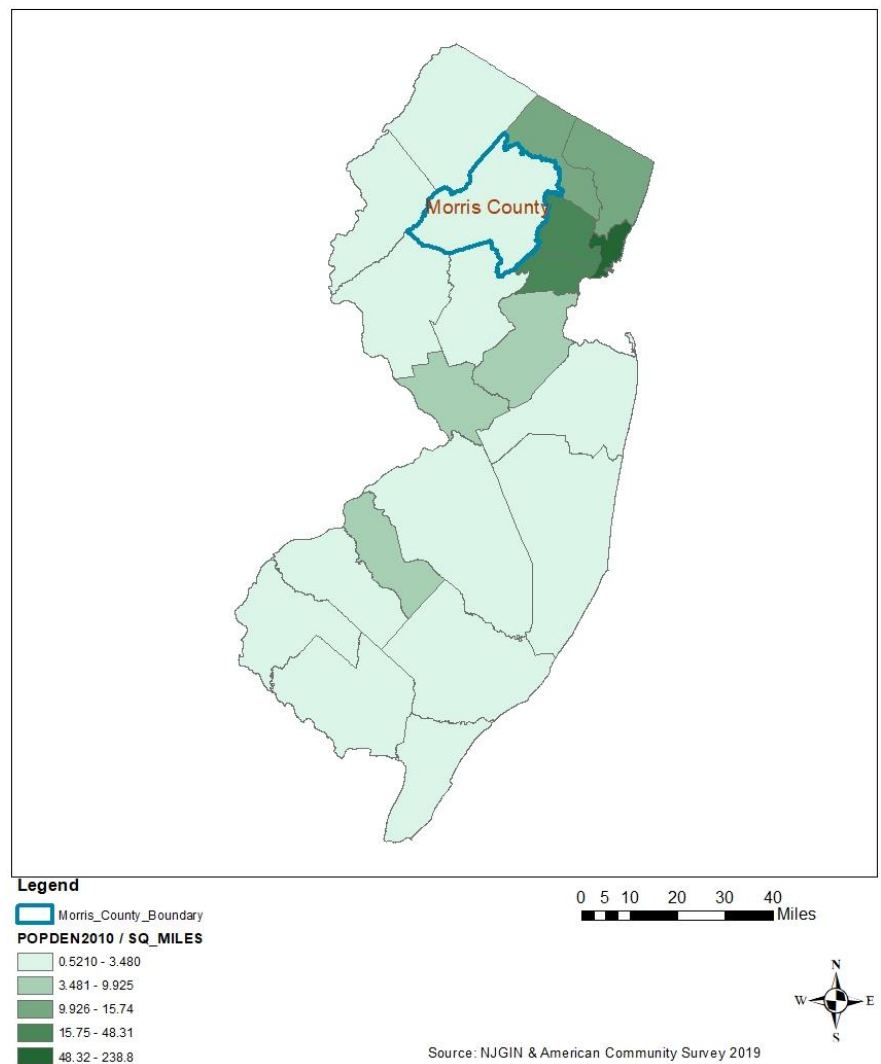 Morris County
Legend
Morris_County_Boundary
POPDEN2010 / SQ_MILES
0.5210 - 3.480
3.481 - 9.925
9.926 - 15.74
15.75 - 48.31
48.32 - 238.8
0 5 10 20 30 40
Miles
N
W E
S
Source: NJGIN & American Community Survey 2019